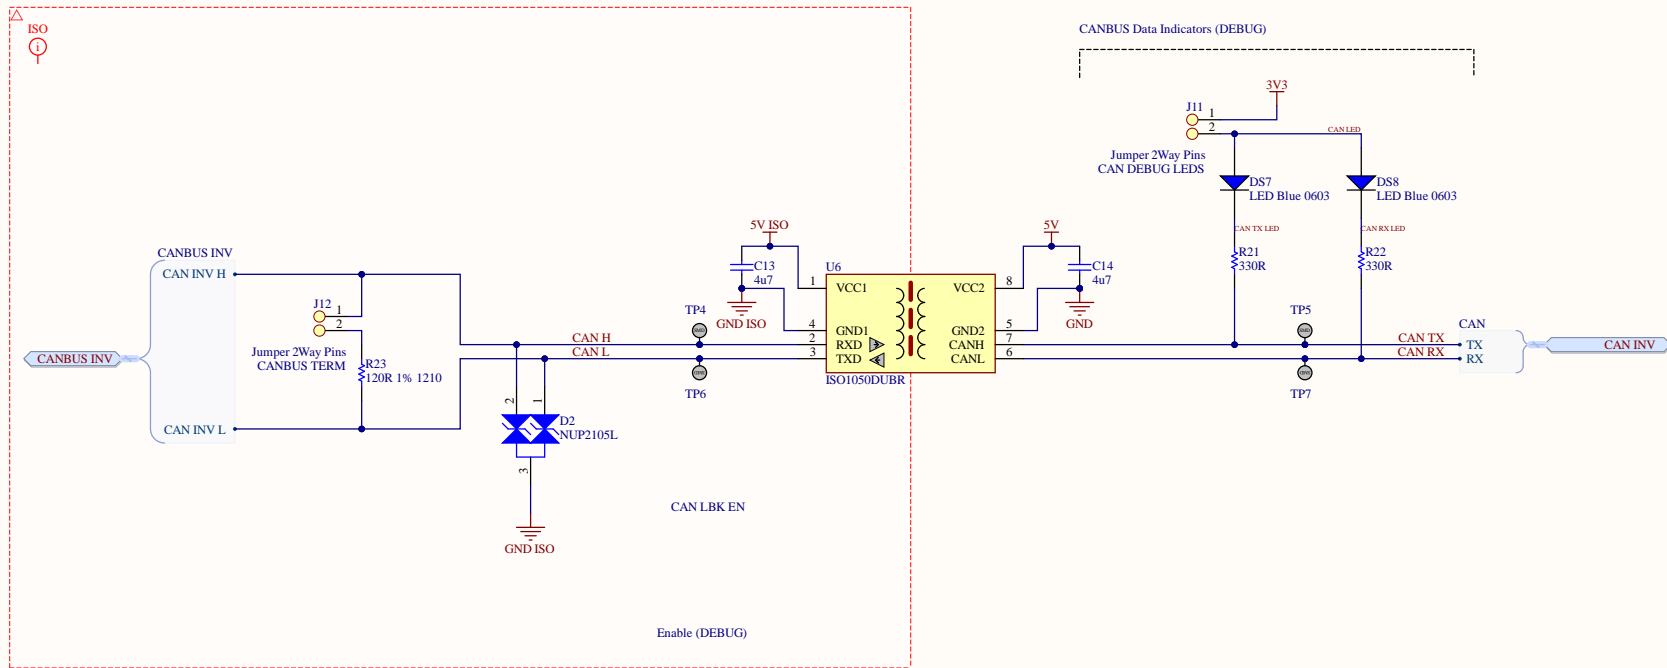 ISO
i
CANBUS Data Indicators (DEBUG)
3V3
J11
1
2
CAN LED
Jumper 2Way Pins
CAN DEBUG LEDS
DS7
LED Blue 0603
DS8
LED Blue 0603
CAN TX LED
CAN RX LED
R21
330R
R22
330R
5V ISO
5V
C13
4u7
C14
4u7
GND ISO
GND
U6
1
VCC1
VCC2
8
4
GND1
GND2
5
2
RXD
CANH
7
3
TXD
CANL
6
ISO1050DUBR
CANBUS INV
CAN INV H
CAN INV L
CANBUS INV
J12
1
2
Jumper 2Way Pins
CANBUS TERM
R23
120R 1% 1210
CAN H
CAN L
TP4
TP6
TP5
TP7
CAN TX
CAN RX
CAN
TX
RX
CAN INV
2
1
D2
NUP2105L
3
GND ISO
CAN LBK EN
Enable (DEBUG)